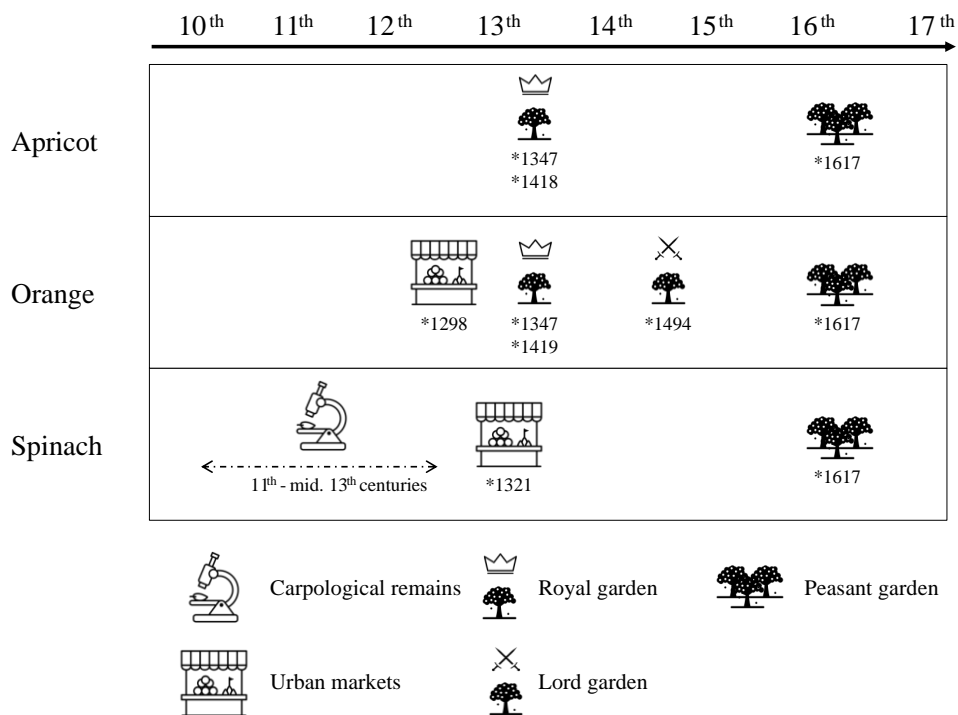 10th 11th 12th 13th 14th 15th 16th 17th
Apricot
*1347
*1418
*1617
Orange
*1298
*1347
*1419
*1494
*1617
Spinach
11th - mid. 13th centuries
*1321
*1617
Carpological remains
Royal garden
Peasant garden
Urban markets
Lord garden